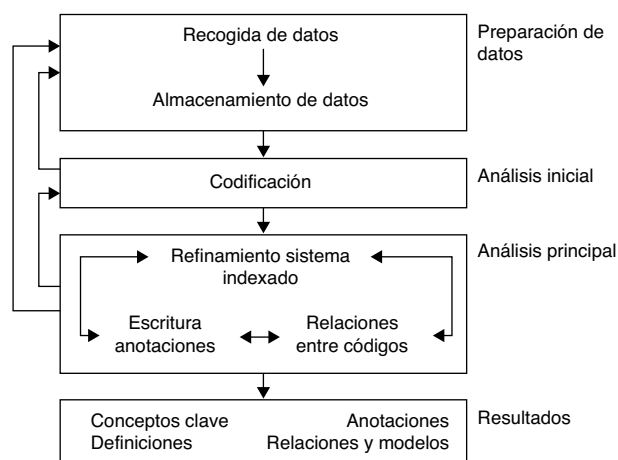 Recogida de datos
Preparación de
datos
Almacenamiento de datos
Codificación
Análisis inicial
Refinamiento sistema
indexado
Análisis principal
Escritura
anotaciones
Relaciones
entre códigos
Conceptos clave
Definiciones
Anotaciones
Relaciones y modelos
Resultados